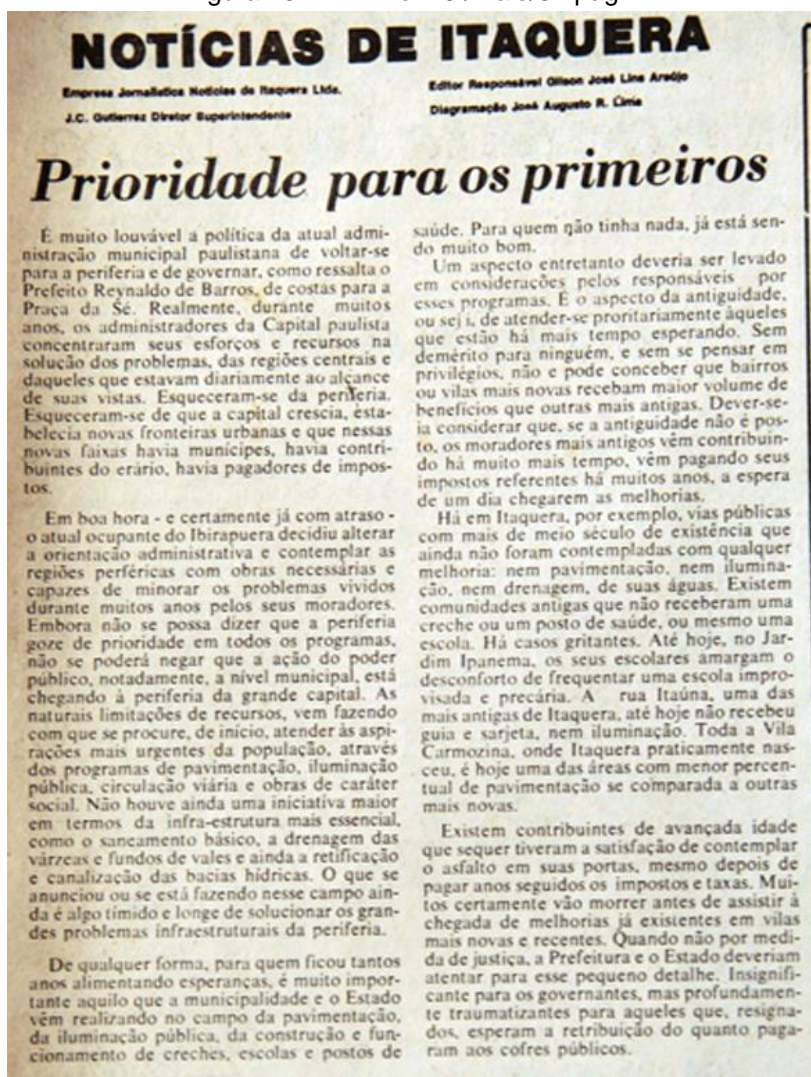 NOTÍCIAS DE ITAQUERA
Empresa Jornalística Notícias de Itaquera Ltda.
J.C. Gutierrez Diretor Superintendente
Editor Responsável Gilson José Lins Araújo
Diagramação José Augusto R. Lima
Prioridade para os primeiros
É muito louvável a política da atual admi-
nistração municipal paulistana de voltar-se
para a periferia e de governar, como ressalta o
Prefeito Reynaldo de Barros, de costas para a
Praça da Sé. Realmente, durante muitos
anos, os administradores da Capital paulista
concentraram seus esforços e recursos na
solução dos problemas, das regiões centrais e
daqueles que estavam diariamente ao alcance
de suas vistas. Esqueceram-se da periferia.
Esqueceram-se de que a capital crescia, esta-
belecia novas fronteiras urbanas e que nessas
novas faixas havia munícipes, havia contri-
buintes do erário, havia pagadores de impos-
tos.
Em boa hora - e certamente já com atraso -
o atual ocupante do Ibirapuera decidiu alterar
a orientação administrativa e contemplar as
regiões perféricas com obras necessárias e
capazes de minorar os problemas vividos
durante muitos anos pelos seus moradores.
Embora não se possa dizer que a periferia
goze de prioridade em todos os programas,
não se poderá negar que a ação do poder
público, notadamente, a nível municipal, está
chegando à periferia da grande capital. As
naturais limitações de recursos, vem fazendo
com que se procure, de início, atender às aspi-
rações mais urgentes da população, através
dos programas de pavimentação, iluminação
pública, circulação viária e obras de caráter
social. Não houve ainda uma iniciativa maior
em termos da infra-estrutura mais essencial,
como o saneamento básico, a drenagem das
várzeas e fundos de vales e ainda a retificação
e canalização das bacias hídricas. O que se
anunciou ou se está fazendo nesse campo ain-
da é algo tímido e longe de solucionar os gran-
des problemas infraestruturais da periferia.
De qualquer forma, para quem ficou tantos
anos alimentando esperanças, é muito impor-
tante aquilo que a municipalidade e o Estado
vêm realizando no campo da pavimentação,
da iluminação pública, da construção e fun-
cionamento de creches, escolas e postos de
saúde. Para quem não tinha nada, já está sen-
do muito bom.
Um aspecto entretanto deveria ser levado
em considerações pelos responsáveis por
esses programas. É o aspecto da antiguidade,
ou sej i, de atender-se proritariamente àqueles
que estão há mais tempo esperando. Sem
demérito para ninguém, e sem se pensar em
privilégios, não e pode conceber que bairros
ou vilas mais novas recebam maior volume de
benefícios que outras mais antigas. Dever-se-
ia considerar que, se a antiguidade não é pos-
to, os moradores mais antigos vêm contribuin-
do há muito mais tempo, vêm pagando seus
impostos referentes há muitos anos, a espera
de um dia chegarem as melhorias.
Há em Itaquera, por exemplo, vias públicas
com mais de meio século de existência que
ainda não foram contempladas com qualquer
melhoria: nem pavimentação, nem ilumina-
ção, nem drenagem, de suas águas. Existem
comunidades antigas que não receberam uma
creche ou um posto de saúde, ou mesmo uma
escola. Há casos gritantes. Até hoje, no Jar-
dim Ipanema, os seus escolares amargam o
desconforto de frequentar uma escola impro-
visada e precária. A rua Itaúna, uma das
mais antigas de Itaquera, até hoje não recebeu
guia e sarjeta, nem iluminação. Toda a Vila
Carmozina, onde Itaquera praticamente nas-
ceu, é hoje uma das áreas com menor percen-
tual de pavimentação se comparada a outras
mais novas.
Existem contribuintes de avançada idade
que sequer tiveram a satisfação de contemplar
o asfalto em suas portas, mesmo depois de
pagar anos seguidos os impostos e taxas. Mui-
tos certamente vão morrer antes de assistir à
chegada de melhorias já existentes em vilas
mais novas e recentes. Quando não por medi-
da de justiça, a Prefeitura e o Estado deveriam
atentar para esse pequeno detalhe. Insignifi-
cante para os governantes, mas profundamen-
te traumatizantes para aqueles que, resigna-
dos, esperam a retribuição do quanto paga-
ram aos cofres públicos.